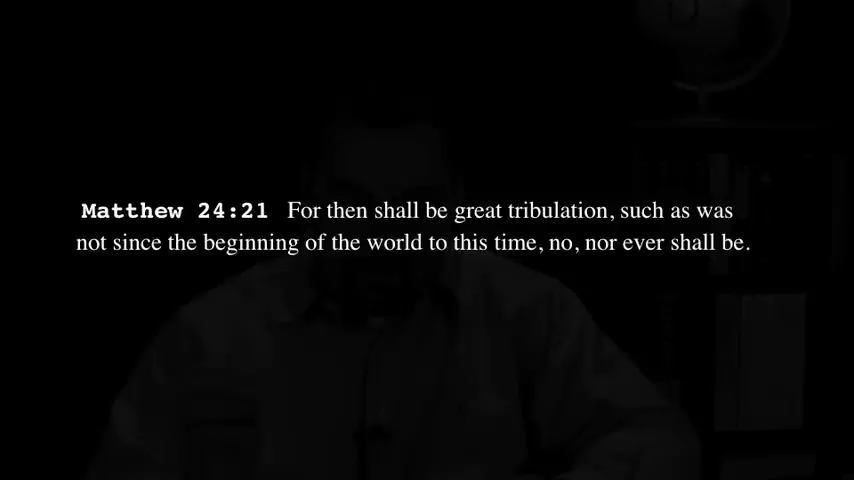 Matthew 24:21 For then shall be great tribulation, such as was
not since the beginning of the world to this time, no, nor ever shall be.